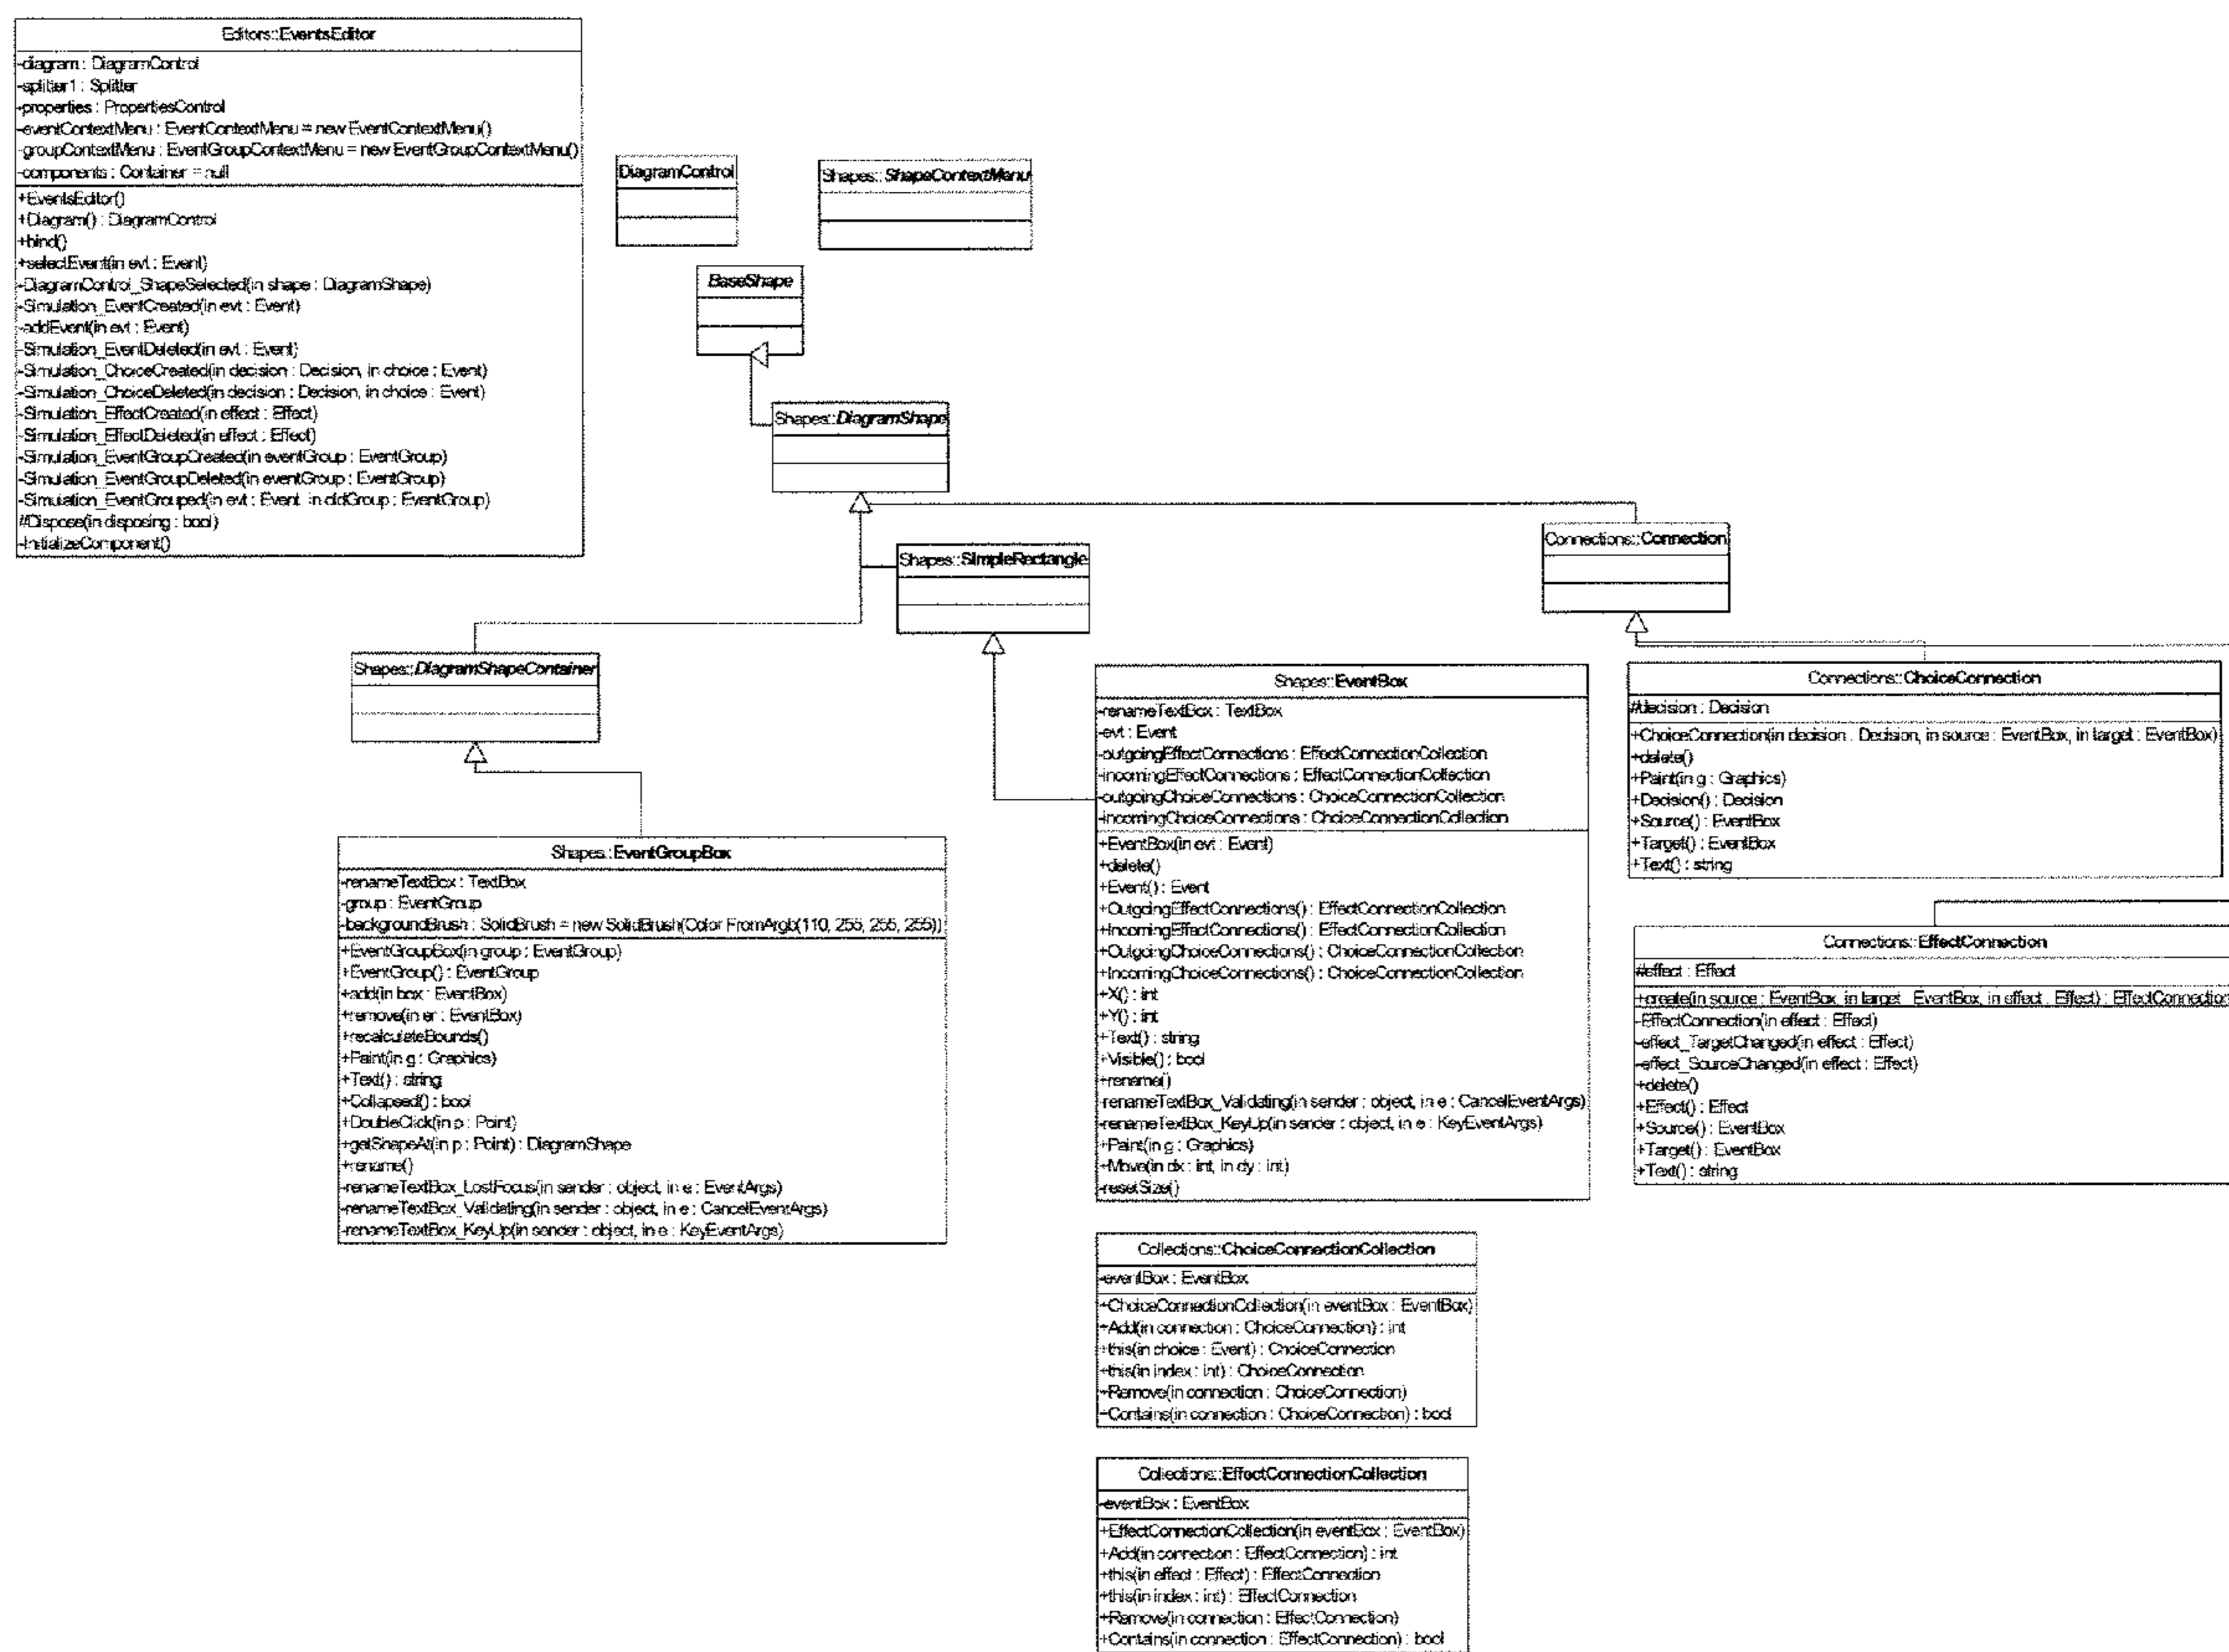 Editors::EventsEditor
-diagram : DiagramControl
-splitter1 : Splitter
-properties : PropertiesControl
-eventContextMenu : EventContextMenu = new EventContextMenu()
-groupContextMenu : EventGroupContextMenu = new EventGroupContextMenu()
-components : Container = null
+EventsEditor()
+Diagram() : DiagramControl
+bind()
+selectEvent(in evt : Event)
-DiagramControl_ShapeSelected(in shape : DiagramShape)
-Simulation_EventCreated(in evt : Event)
-addEvent(in evt : Event)
-Simulation_EventDeleted(in evt : Event)
-Simulation_ChoiceCreated(in decision : Decision, in choice : Event)
-Simulation_ChoiceDeleted(in decision : Decision, in choice : Event)
-Simulation_EffectCreated(in effect : Effect)
-Simulation_EffectDeleted(in effect : Effect)
-Simulation_EventGroupCreated(in eventGroup : EventGroup)
-Simulation_EventGroupDeleted(in eventGroup : EventGroup)
-Simulation_EventGrouped(in evt : Event, in oldGroup : EventGroup)
#Dispose(in disposing : bool)
-InitializeComponent()
DiagramControl
Shapes::ShapeContextMenu
BaseShape
Shapes::DiagramShape
Shapes::SimpleRectangle
Connections::Connection
Shapes::DiagramShapeContainer
Shapes::EventGroupBox
-renameTextBox : TextBox
-group : EventGroup
-backgroundBrush : SolidBrush = new SolidBrush(Color.FromArgb(110, 255, 255, 255))
+EventGroupBox(in group : EventGroup)
+EventGroup() : EventGroup
+add(in box : EventBox)
+remove(in er : EventBox)
+recalculateBounds()
+Paint(in g : Graphics)
+Text() : string
+Collapsed() : bool
+DoubleClick(in p : Point)
+getShapeAt(in p : Point) : DiagramShape
+rename()
-renameTextBox_LostFocus(in sender : object, in e : EventArgs)
-renameTextBox_Validating(in sender : object, in e : CancelEventArgs)
-renameTextBox_KeyUp(in sender : object, in e : KeyEventArgs)
Shapes::EventBox
-renameTextBox : TextBox
-evt : Event
-outgoingEffectConnections : EffectConnectionCollection
-incomingEffectConnections : EffectConnectionCollection
-outgoingChoiceConnections : ChoiceConnectionCollection
-incomingChoiceConnections : ChoiceConnectionCollection
+EventBox(in evt : Event)
+delete()
+Event() : Event
+OutgoingEffectConnections() : EffectConnectionCollection
+IncomingEffectConnections() : EffectConnectionCollection
+OutgoingChoiceConnections() : ChoiceConnectionCollection
+IncomingChoiceConnections() : ChoiceConnectionCollection
+X() : int
+Y() : int
+Text() : string
+Visible() : bool
+rename()
-renameTextBox_Validating(in sender : object, in e : CancelEventArgs)
-renameTextBox_KeyUp(in sender : object, in e : KeyEventArgs)
+Paint(in g : Graphics)
+Move(in dx : int, in dy : int)
-resetSize()
Connections::ChoiceConnection
#decision : Decision
+ChoiceConnection(in decision : Decision, in source : EventBox, in target : EventBox)
+delete()
+Paint(in g : Graphics)
+Decision() : Decision
+Source() : EventBox
+Target() : EventBox
+Text() : string
Connections::EffectConnection
#effect : Effect
+create(in source : EventBox, in target : EventBox, in effect : Effect) : EffectConnection
-EffectConnection(in effect : Effect)
-effect_TargetChanged(in effect : Effect)
-effect_SourceChanged(in effect : Effect)
+delete()
+Effect() : Effect
+Source() : EventBox
+Target() : EventBox
+Text() : string
Collections::ChoiceConnectionCollection
-eventBox : EventBox
+ChoiceConnectionCollection(in eventBox : EventBox)
+Add(in connection : ChoiceConnection) : int
+this(in choice : Event) : ChoiceConnection
+this(in index : int) : ChoiceConnection
+Remove(in connection : ChoiceConnection)
+Contains(in connection : ChoiceConnection) : bool
Collections::EffectConnectionCollection
-eventBox : EventBox
+EffectConnectionCollection(in eventBox : EventBox)
+Add(in connection : EffectConnection) : int
+this(in effect : Effect) : EffectConnection
+this(in index : int) : EffectConnection
+Remove(in connection : EffectConnection)
+Contains(in connection : EffectConnection) : bool